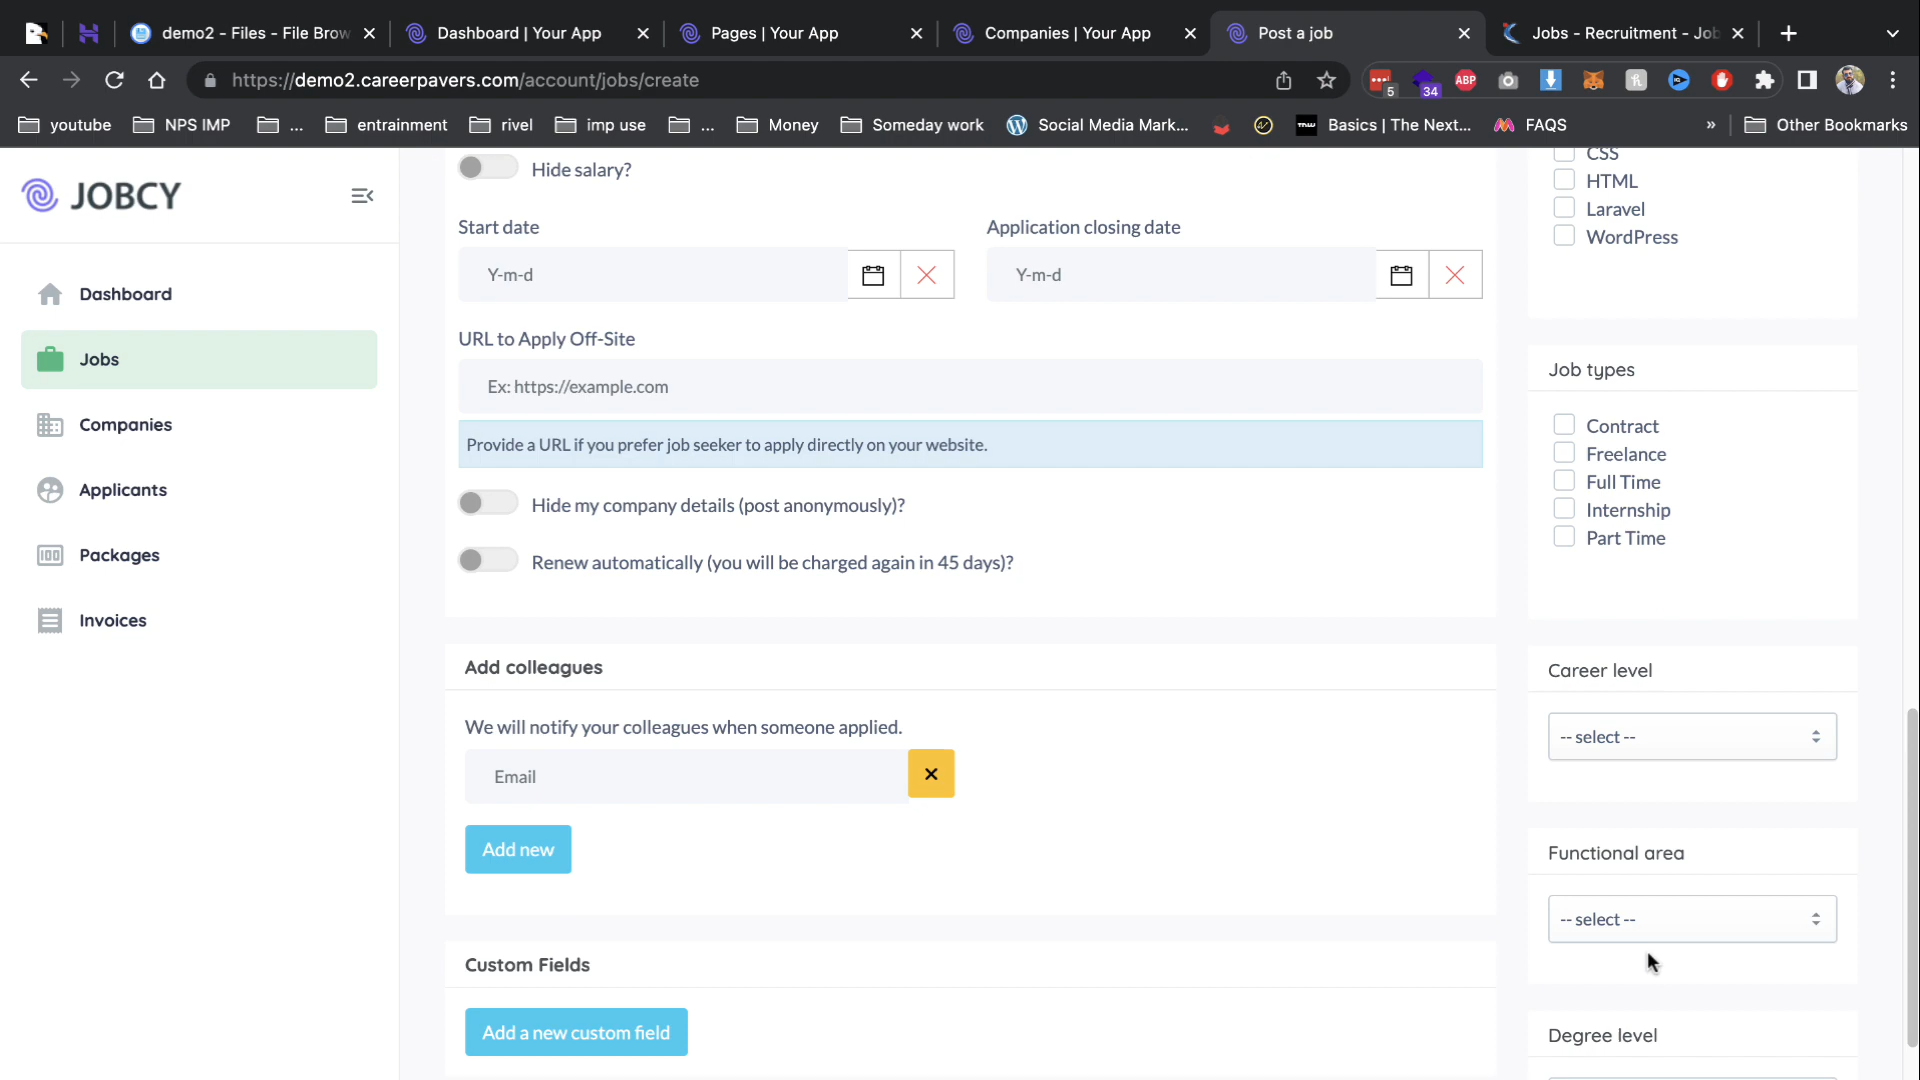 demo2 - Files - File Brow
Dashboard | Your App
Pages | Your App
Companies | Your App
Post a job
Jobs - Recruitment - Job
https://demo2.careerpavers.com/account/jobs/create
5
34
ABP
youtube
NPS IMP
...
entrainment
rivel
imp use
...
Money
Someday work
Social Media Mark...
Basics | The Next...
FAQS
»
Other Bookmarks
JOBCY
Dashboard
Jobs
Companies
Applicants
Packages
Invoices
Hide salary?
Start date
Application closing date
Y-m-d
Y-m-d
URL to Apply Off-Site
Ex: https://example.com
Provide a URL if you prefer job seeker to apply directly on your website.
Hide my company details (post anonymously)?
Renew automatically (you will be charged again in 45 days)?
Add colleagues
We will notify your colleagues when someone applied.
Email
Add new
Custom Fields
Add a new custom field
CSS
HTML
Laravel
WordPress
Job types
Contract
Freelance
Full Time
Internship
Part Time
Career level
-- select --
Functional area
-- select --
Degree level